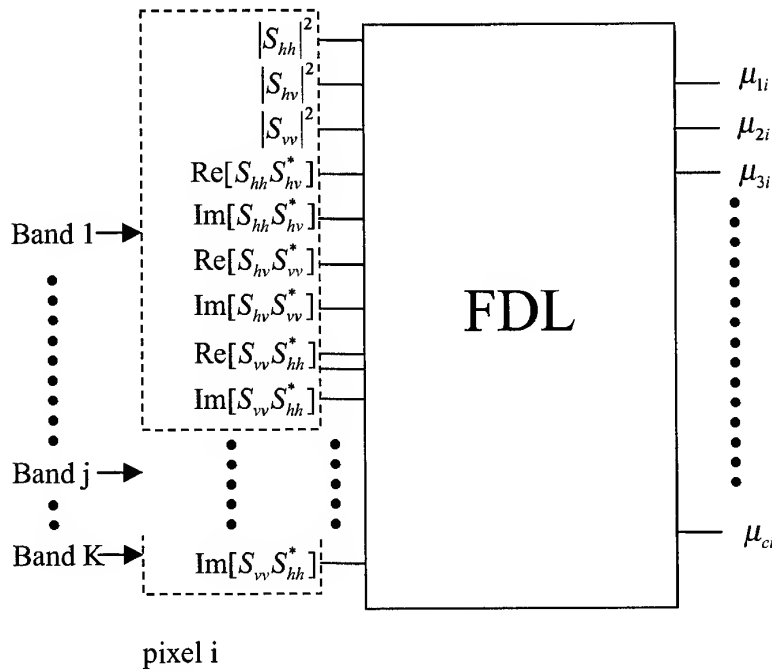 |S_hh|²
|S_hv|²
|S_vv|²
Re[S_hh S*_hv]
Im[S_hh S*_hv]
Re[S_hv S*_vv]
Im[S_hv S*_vv]
Re[S_vv S*_hh]
Im[S_vv S*_hh]
Band 1
Band j
Band K
Im[S_vv S*_hh]
pixel i
FDL
μ_1i
μ_2i
μ_3i
μ_ci